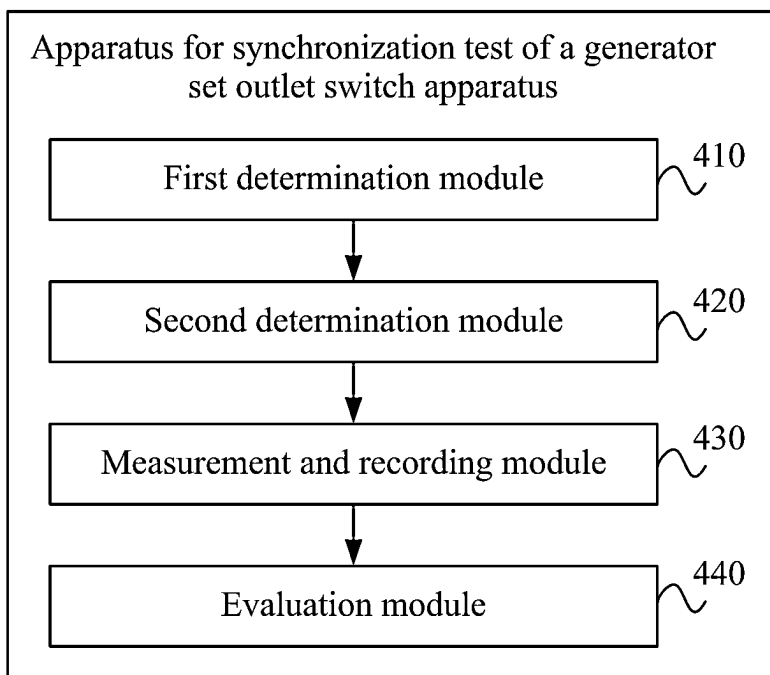 Apparatus for synchronization test of a generator
set outlet switch apparatus
First determination module
410
Second determination module
420
Measurement and recording module
430
Evaluation module
440